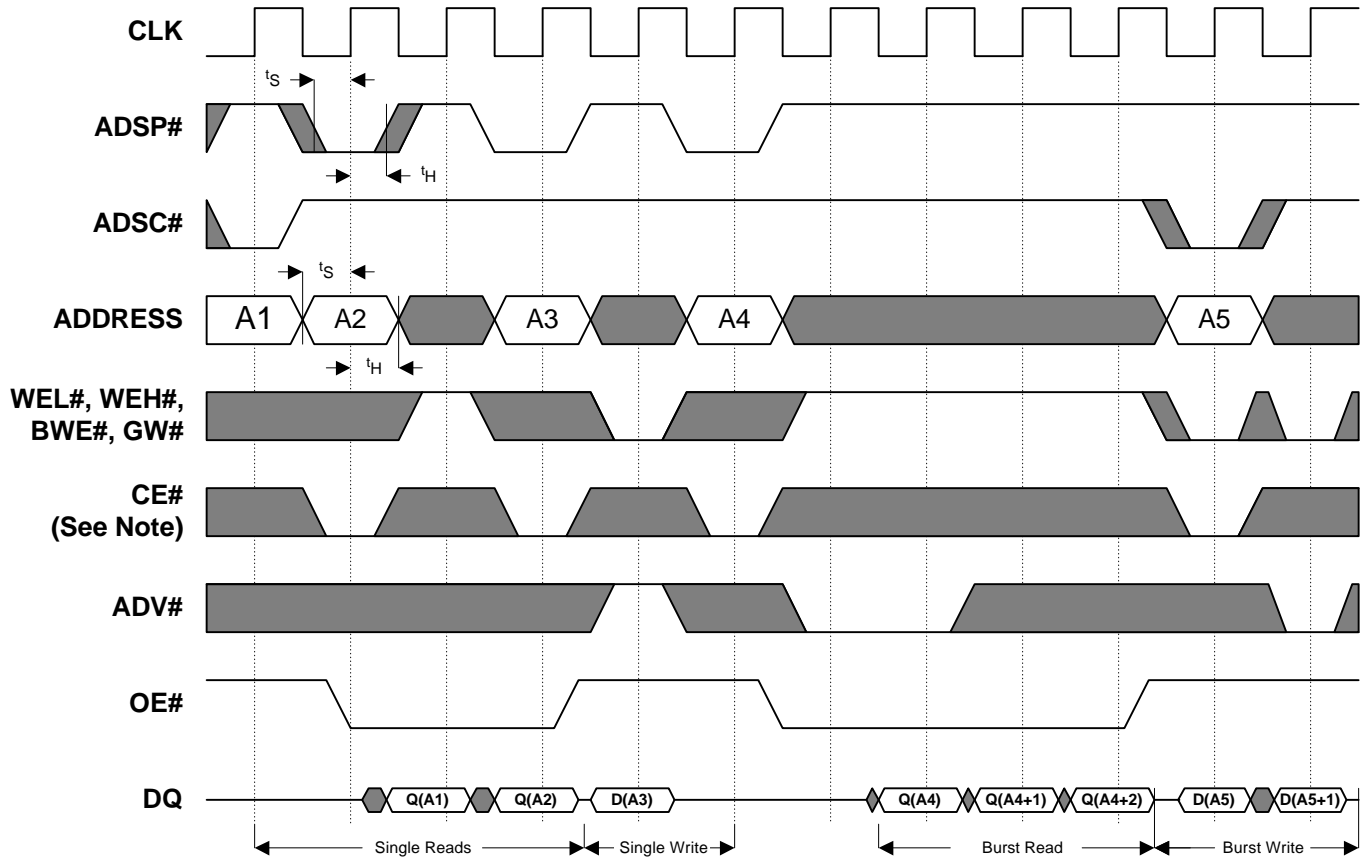 CLK
tS
ADSP#
tH
ADSC#
tS
ADDRESS A1 A2 A3 A4 A5
tH
WEL#, WEH#,
BWE#, GW#
CE#
(See Note)
ADV#
OE#
DQ Q(A1) Q(A2) D(A3) Q(A4) Q(A4+1) Q(A4+2) D(A5) D(A5+1)
Single Reads Single Write Burst Read Burst Write